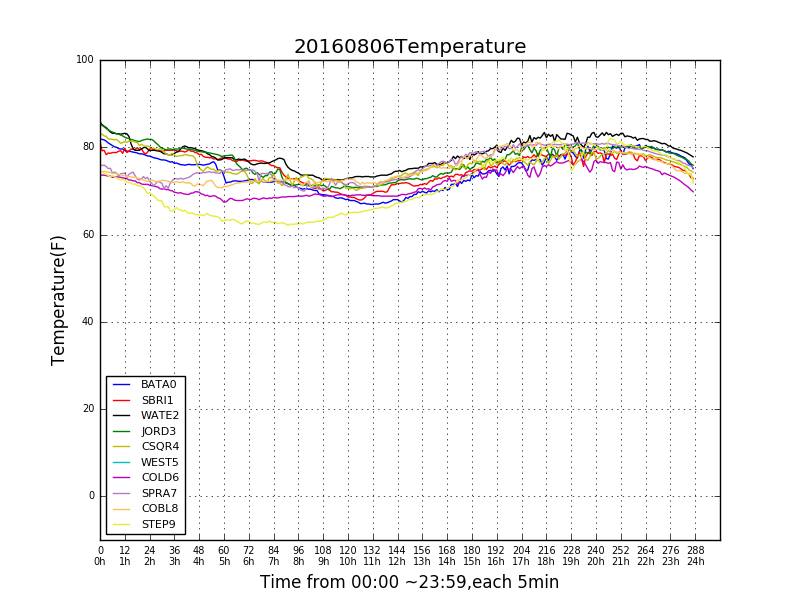 20160806Temperature
100
80
60
40
20
0
Temperature(F)
BATA0
SBRI1
WATE2
JORD3
CSQR4
WEST5
COLD6
SPRA7
COBL8
STEP9
0 12 24 36 48 60 72 84 96 108 120 132 144 156 168 180 192 204 216 228 240 252 264 276 288
0h 1h 2h 3h 4h 5h 6h 7h 8h 9h 10h 11h 12h 13h 14h 15h 16h 17h 18h 19h 20h 21h 22h 23h 24h
Time from 00:00 ~23:59,each 5min